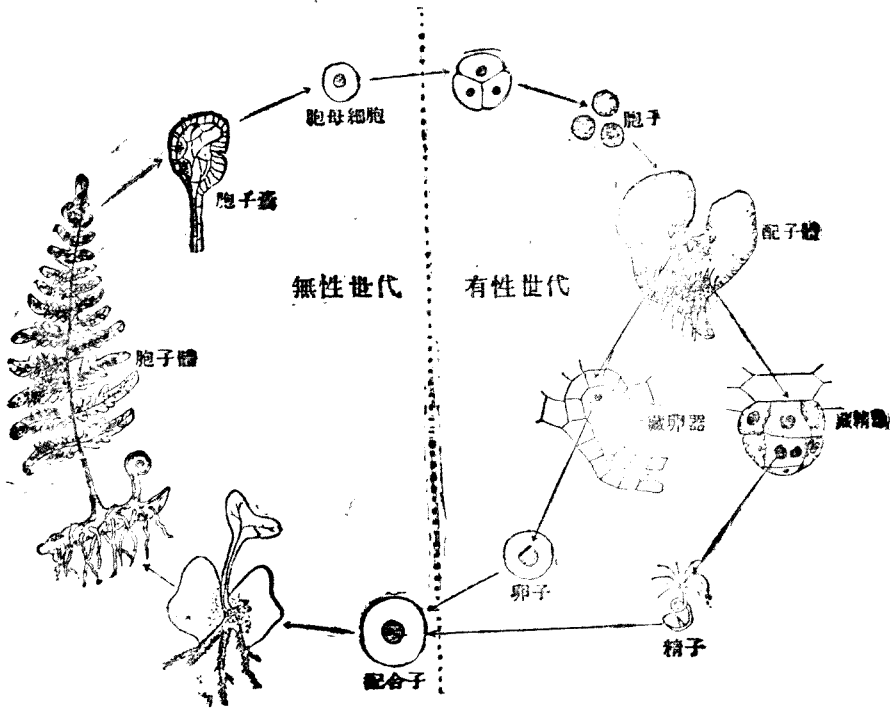 胞母細胞
胞子
胞子囊
配子體
無性世代
有性世代
胞子體
藏卵器
藏精器
卵子
精子
配合子